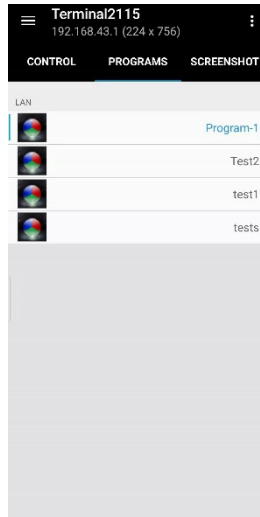 Terminal2115
192.168.43.1 (224 x 756)
CONTROL PROGRAMS SCREENSHOT
LAN
Program-1
Test2
test1
tests